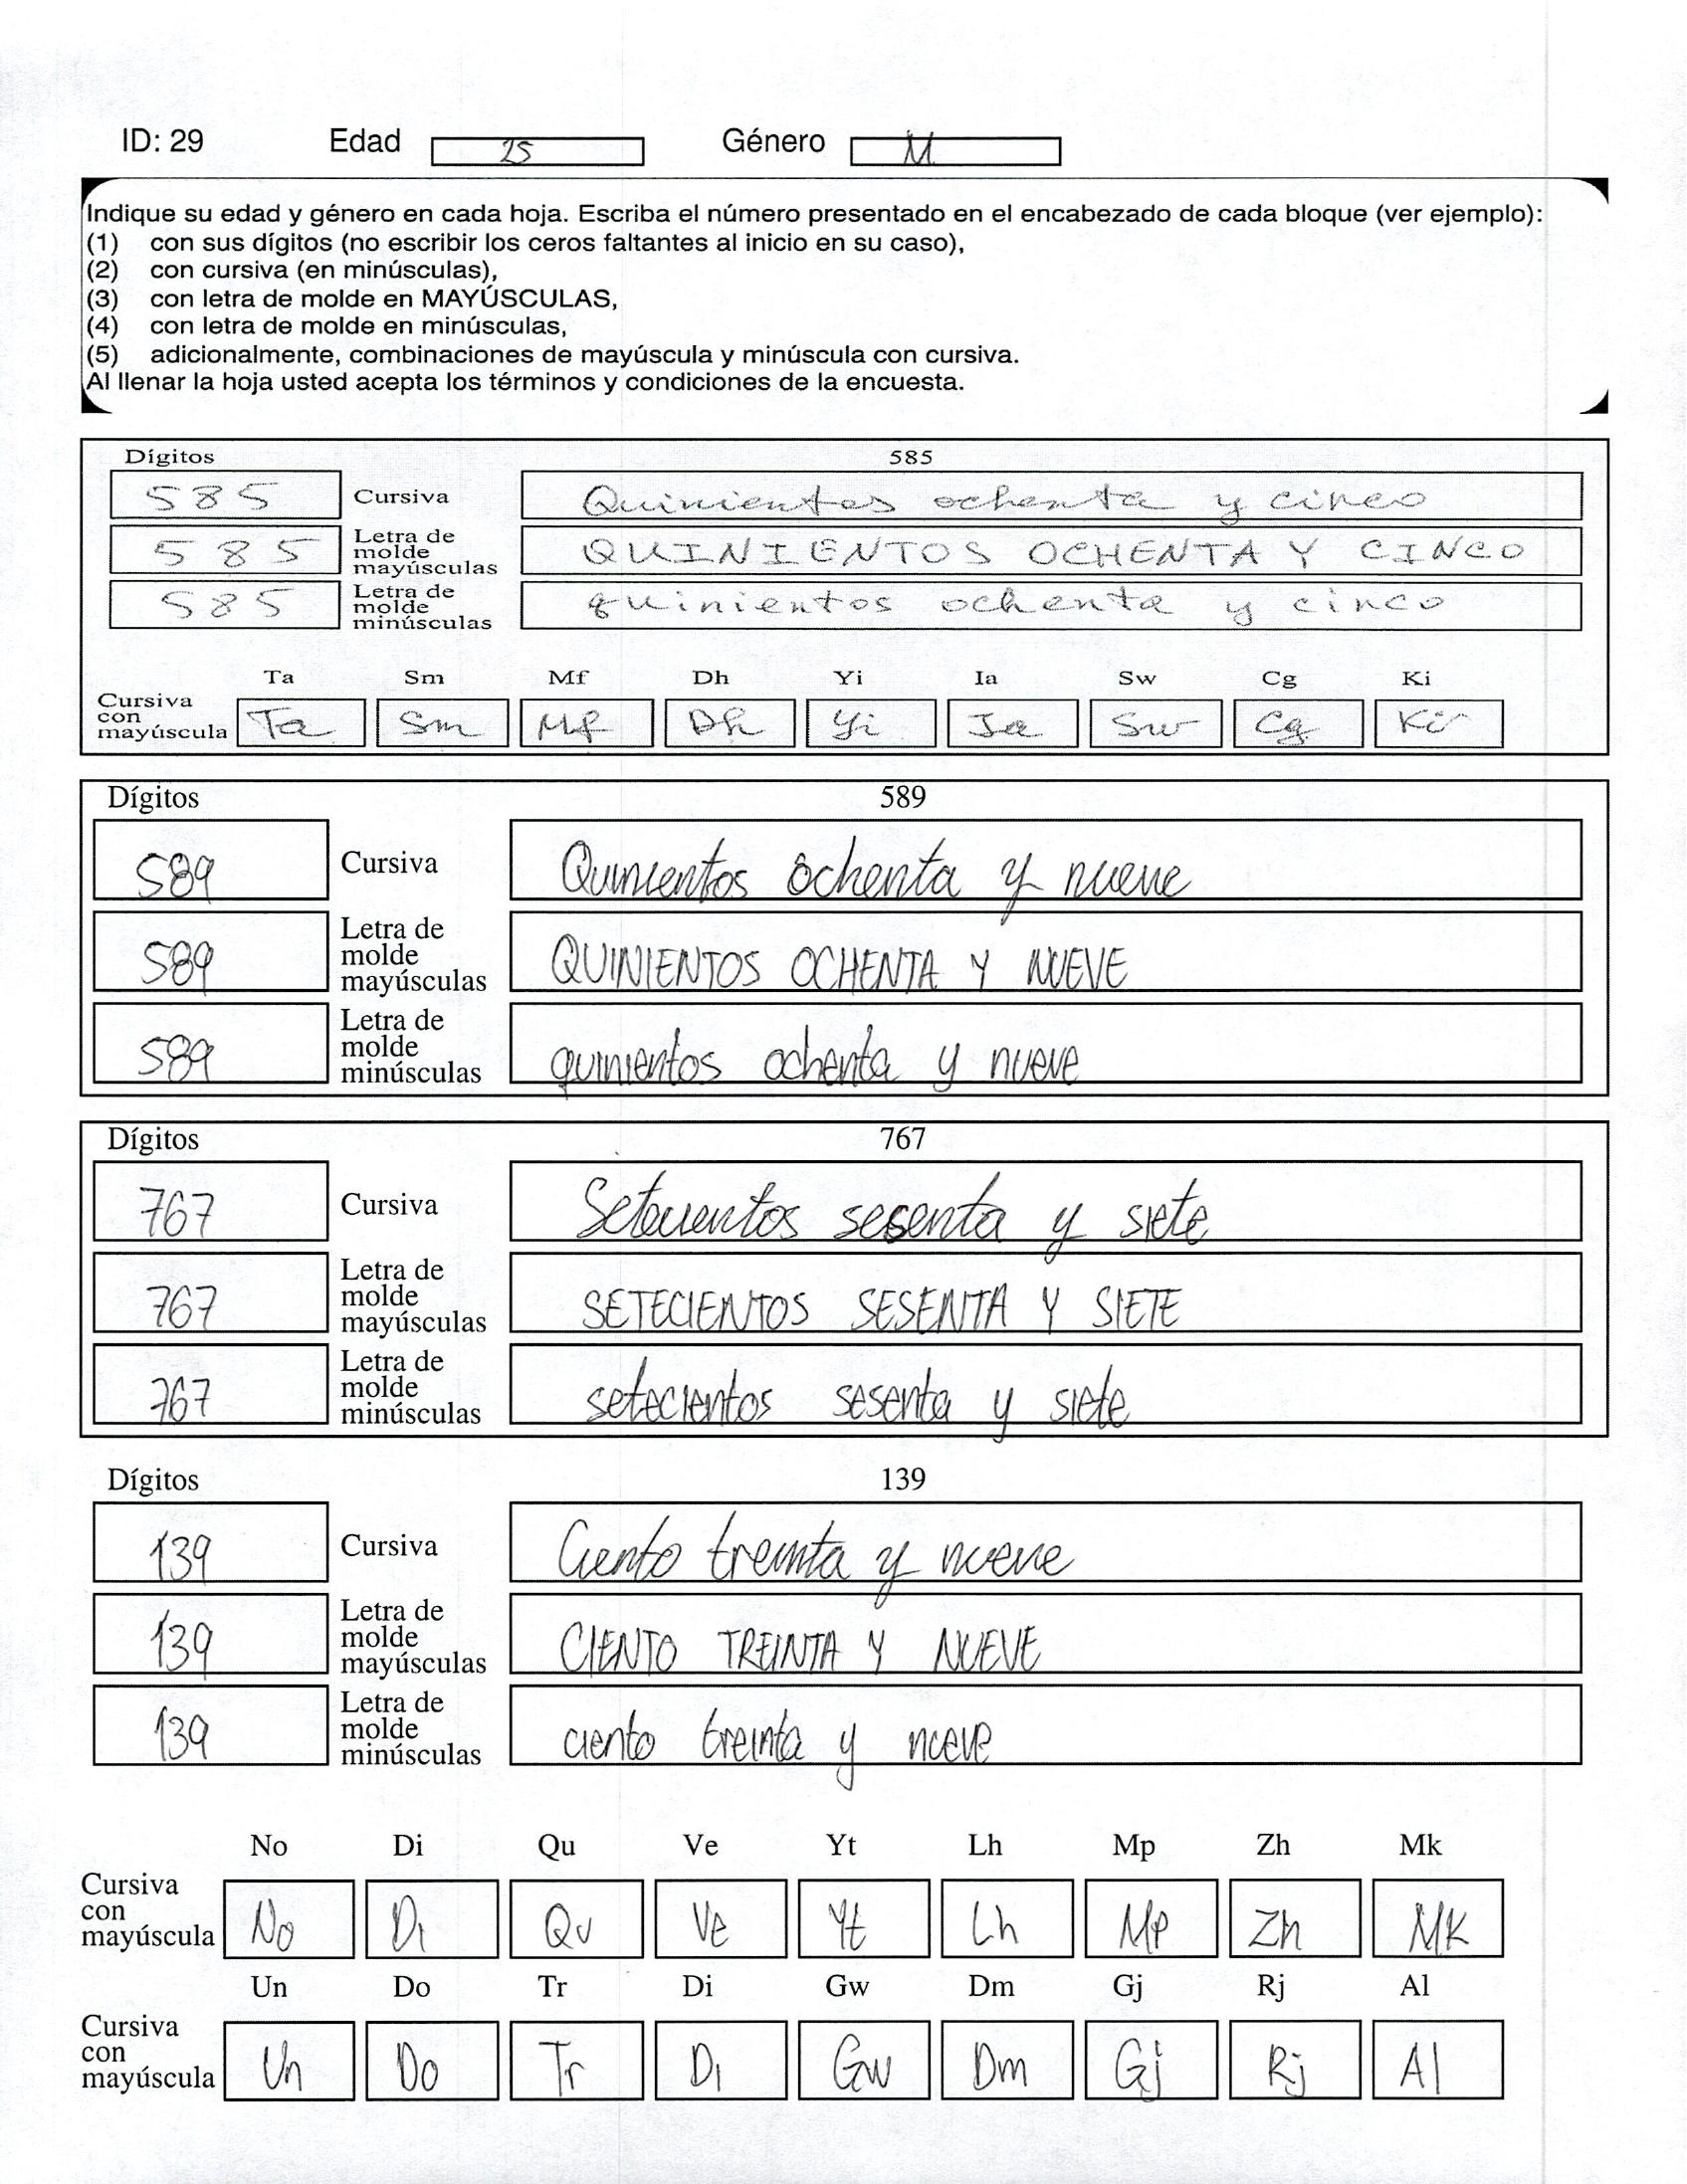 ID: 29 Edad 25 Género M
Indique su edad y género en cada hoja. Escriba el número presentado en el encabezado de cada bloque (ver ejemplo):
(1) con sus dígitos (no escribir los ceros faltantes al inicio en su caso),
(2) con cursiva (en minúsculas),
(3) con letra de molde en MAYÚSCULAS,
(4) con letra de molde en minúsculas,
(5) adicionalmente, combinaciones de mayúscula y minúscula con cursiva.
Al llenar la hoja usted acepta los términos y condiciones de la encuesta.
Dígitos 585
585 Cursiva Quinientos ochenta y cinco
585 Letra de molde mayúsculas QUINIENTOS OCHENTA Y CINCO
585 Letra de molde minúsculas quinientos ochenta y cinco
Ta Sm Mf Dh Yi Ia Sw Cg Ki
Cursiva con mayúscula Ta Sm Mf Dh Yi Ia Sw Cg Ki
Dígitos 589
589 Cursiva Quinientos ochenta y nueve
589 Letra de molde mayúsculas QUINIENTOS OCHENTA Y NUEVE
589 Letra de molde minúsculas quinientos ochenta y nueve
Dígitos 767
767 Cursiva Setecientos sesenta y siete
767 Letra de molde mayúsculas SETECIENTOS SESENTA Y SIETE
767 Letra de molde minúsculas setecientos sesenta y siete
Dígitos 139
139 Cursiva Ciento treinta y nueve
139 Letra de molde mayúsculas CIENTO TREINTA Y NUEVE
139 Letra de molde minúsculas ciento treinta y nueve
No Di Qu Ve Yt Lh Mp Zh Mk
Cursiva con mayúscula No Di Qu Ve Yt Lh Mp Zh Mk
Un Do Tr Di Gw Dm Gj Rj Al
Cursiva con mayúscula Un Do Tr Di Gw Dm Gj Rj Al